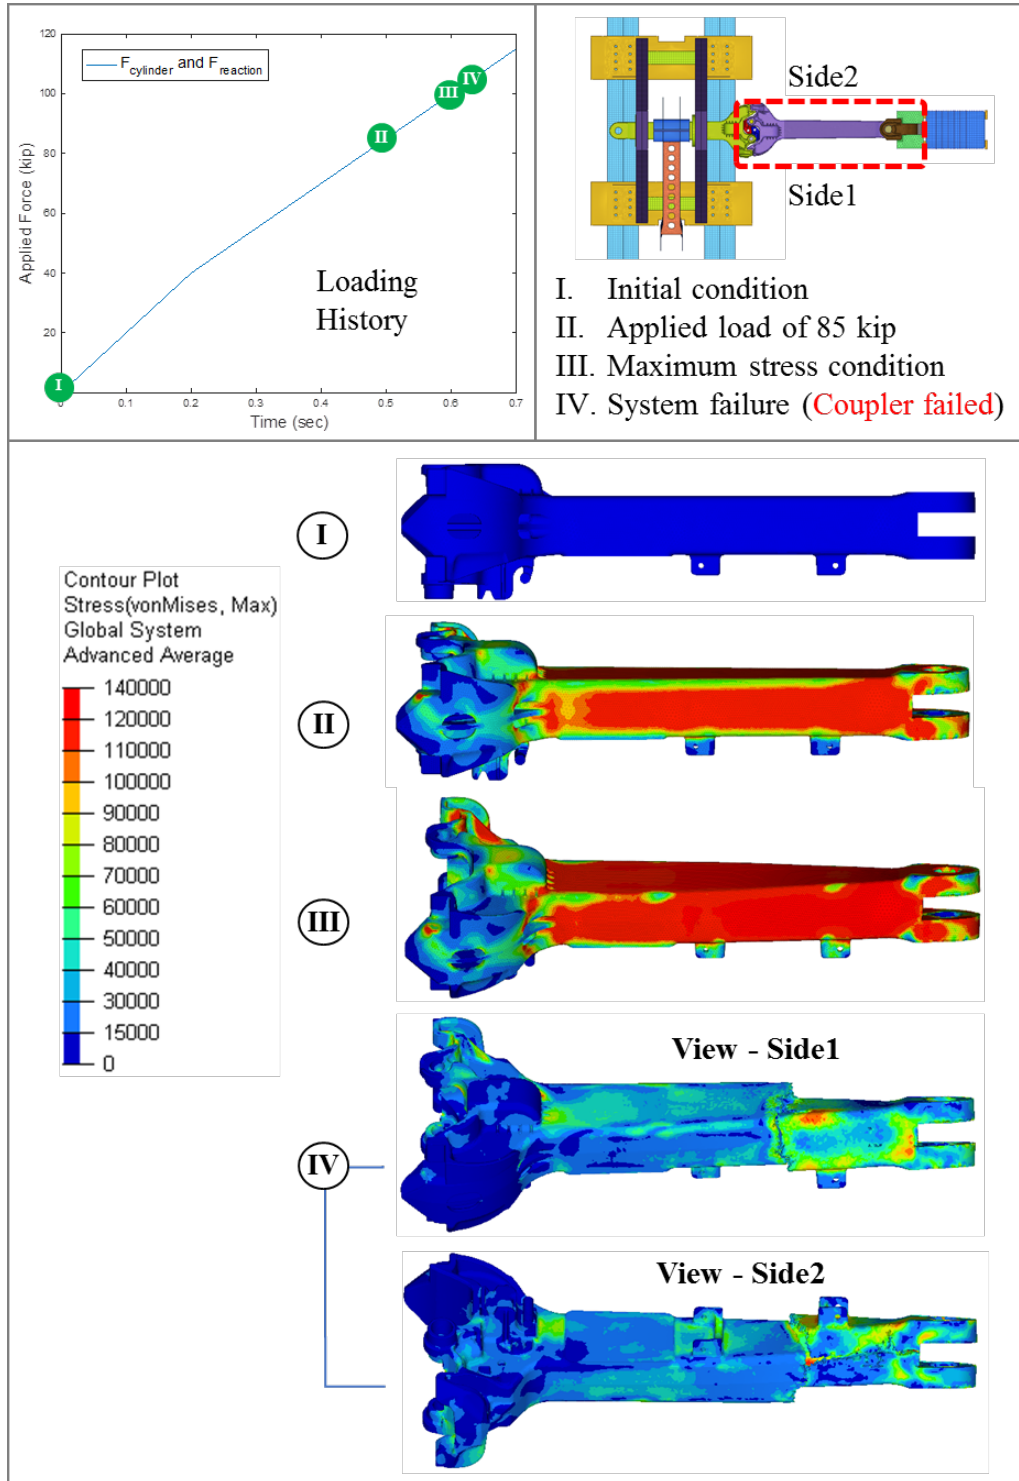 120
100
80
60
40
20
0
0.1
0.2
0.3
0.4
0.5
0.6
0.7
Applied Force (kip)
Time (sec)
F_cylinder and F_reaction
I
II
III
IV
Loading
History
Side2
Side1
I. Initial condition
II. Applied load of 85 kip
III. Maximum stress condition
IV. System failure (Coupler failed)
Contour Plot
Stress(vonMises, Max)
Global System
Advanced Average
140000
120000
110000
100000
90000
80000
70000
60000
50000
40000
30000
15000
0
I
II
III
IV
View - Side1
View - Side2